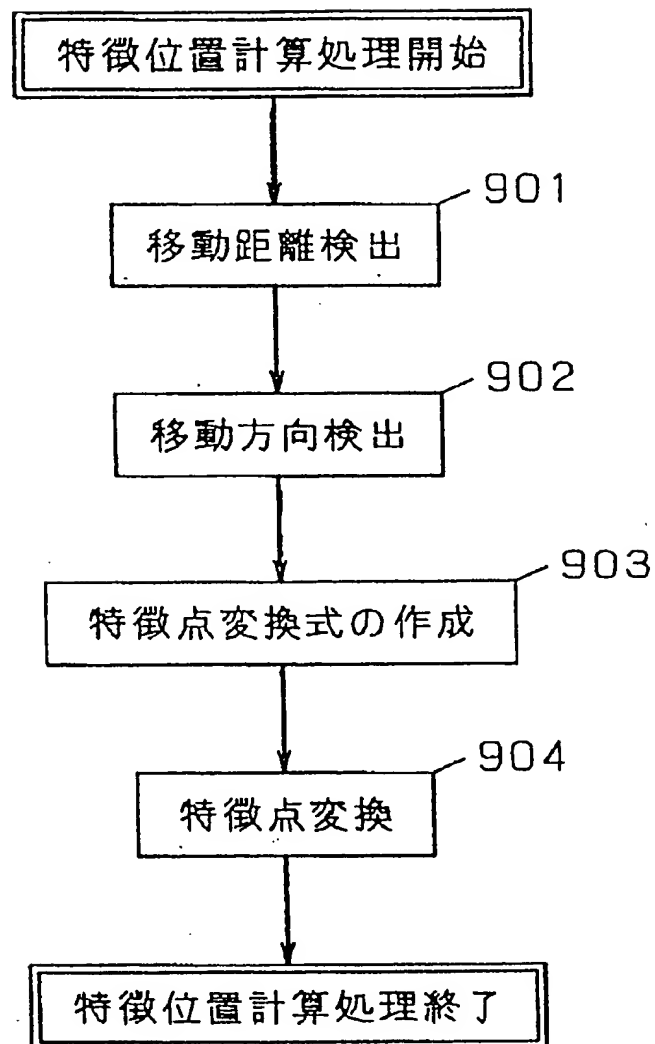 特徴位置計算処理開始
901
移動距離検出
902
移動方向検出
903
特徴点変換式の作成
904
特徴点変換
特徴位置計算処理終了